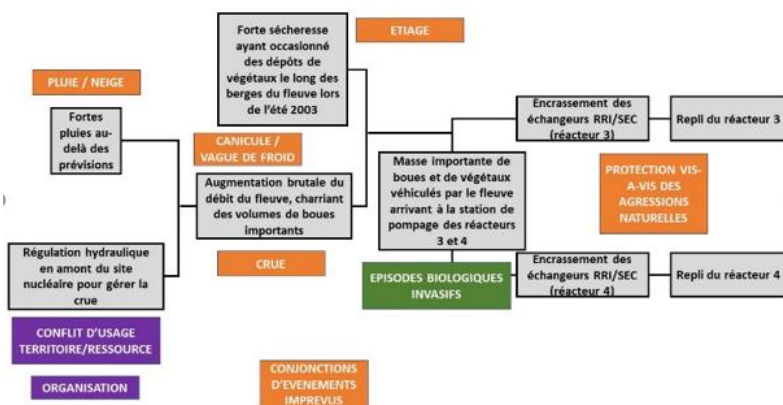 Forte sécheresse
ayant occasionné
des dépôts de
végétaux le long des
berges du fleuve lors
de l'été 2003
ETIAGE
PLUIE / NEIGE
Fortes
pluies au-
delà des
prévisions
CANICULE /
VAGUE DE FROID
Augmentation brutale du
débit du fleuve, charriant
des volumes de boues
importants
CRUE
Régulation hydraulique
en amont du site
nucléaire pour gérer la
crue
CONFLIT D'USAGE
TERRITOIRE/RESSOURCE
ORGANISATION
CONJONCTIONS
D'EVENEMENTS
IMPREVUS
Masse importante de
boues et de végétaux
véhiculés par le fleuve
arrivant à la station de
pompage des réacteurs
3 et 4
EPISODES BIOLOGIQUES
INVASIFS
Encrassement des
échangeurs RRI/SEC
(réacteur 3)
Repli du réacteur 3
PROTECTION VIS-
A-VIS DES
AGRESSIONS
NATURELLES
Encrassement des
échangeurs RRI/SEC
(réacteur 4)
Repli du réacteur 4